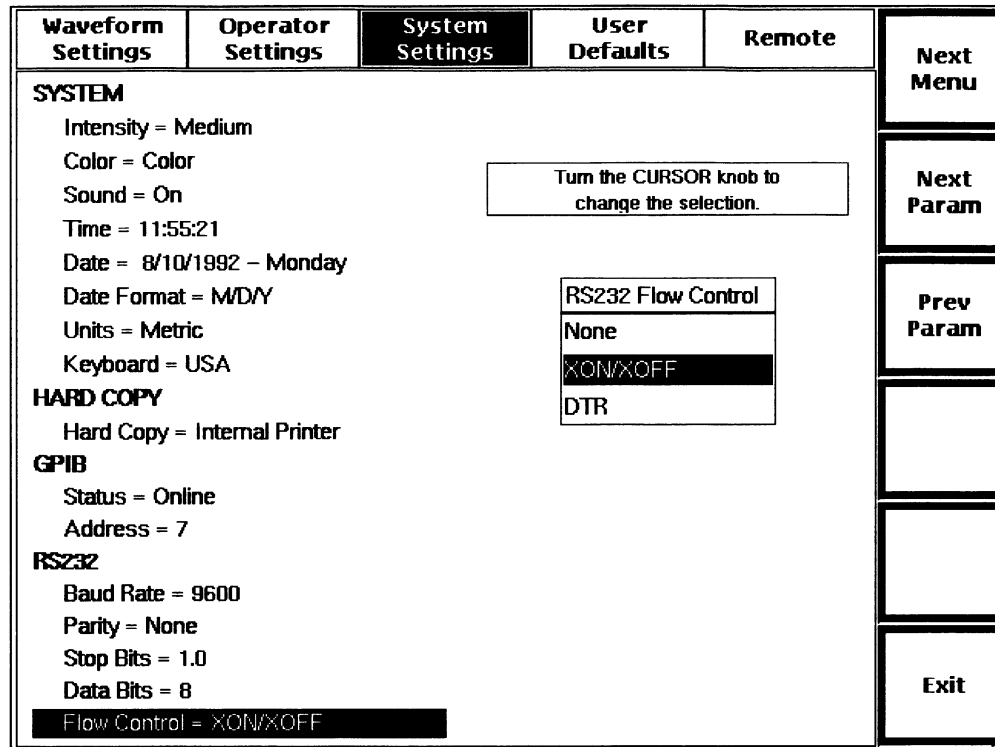 Waveform
Settings
Operator
Settings
System
Settings
User
Defaults
Remote
SYSTEM
Intensity = Medium
Color = Color
Sound = On
Time = 11:55:21
Date = 8/10/1992 – Monday
Date Format = M/D/Y
Units = Metric
Keyboard = USA
HARD COPY
Hard Copy = Internal Printer
GPIB
Status = Online
Address = 7
RS232
Baud Rate = 9600
Parity = None
Stop Bits = 1.0
Data Bits = 8
Flow Control = XON/XOFF
Turn the CURSOR knob to
change the selection.
RS232 Flow Control
None
XON/XOFF
DTR
Next
Menu
Next
Param
Prev
Param
Exit